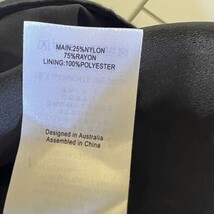 MAIN:25%NYLON
75%RAYON
LINING:100%POLYESTER
Designed in Australia
Assembled in China